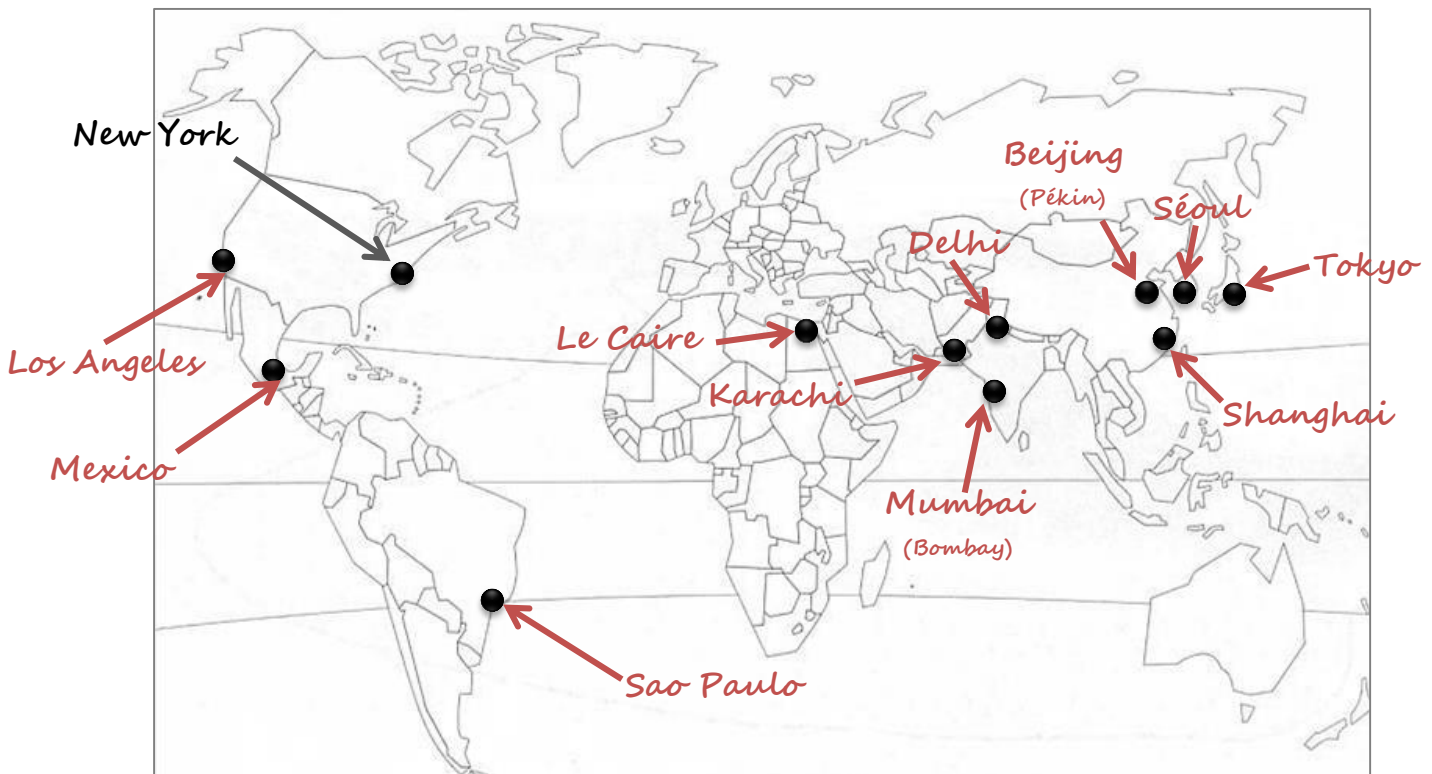 New York
Beijing
(Pékin)
Séoul
Delhi
Tokyo
Le Caire
Los Angeles
Karachi
Shanghai
Mexico
Mumbai
(Bombay)
Sao Paulo